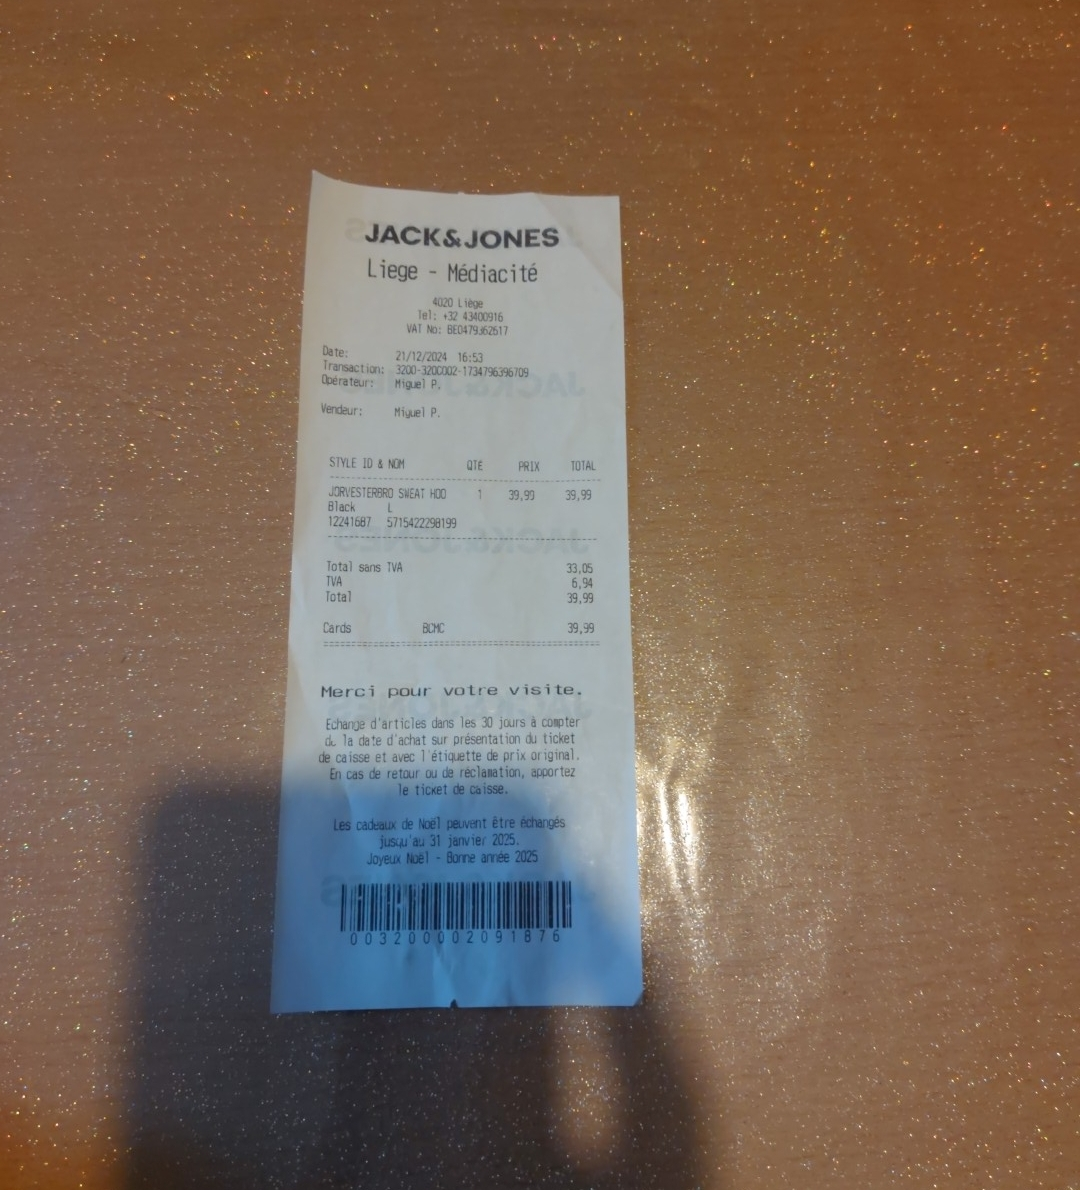 JACK&JONES
Liege - Médiacité
4020 Liège
Tel: +32 43400916
VAT No: BE0479362617
Date: 21/12/2024 16:53
Transaction: 3200-3200002-1734796396709
Opérateur: Miguel P.
Vendeur: Miguel P.
STYLE ID & NOM QTÉ PRIX TOTAL
JORVESTERBRO SWEAT HOO 1 39,99 39,99
Black L
12241687 5715422298199
Total sans TVA 33,05
TVA 6,94
Total 39,99
Cards BCMC 39,99
Merci pour votre visite.
Echange d'articles dans les 30 jours à compter
de la date d'achat sur présentation du ticket
de caisse et avec l'étiquette de prix original.
En cas de retour ou de réclamation, apportez
le ticket de caisse.
Les cadeaux de Noël peuvent être échangés
jusqu'au 31 janvier 2025.
Joyeux Noël - Bonne année 2025
0032000002091876